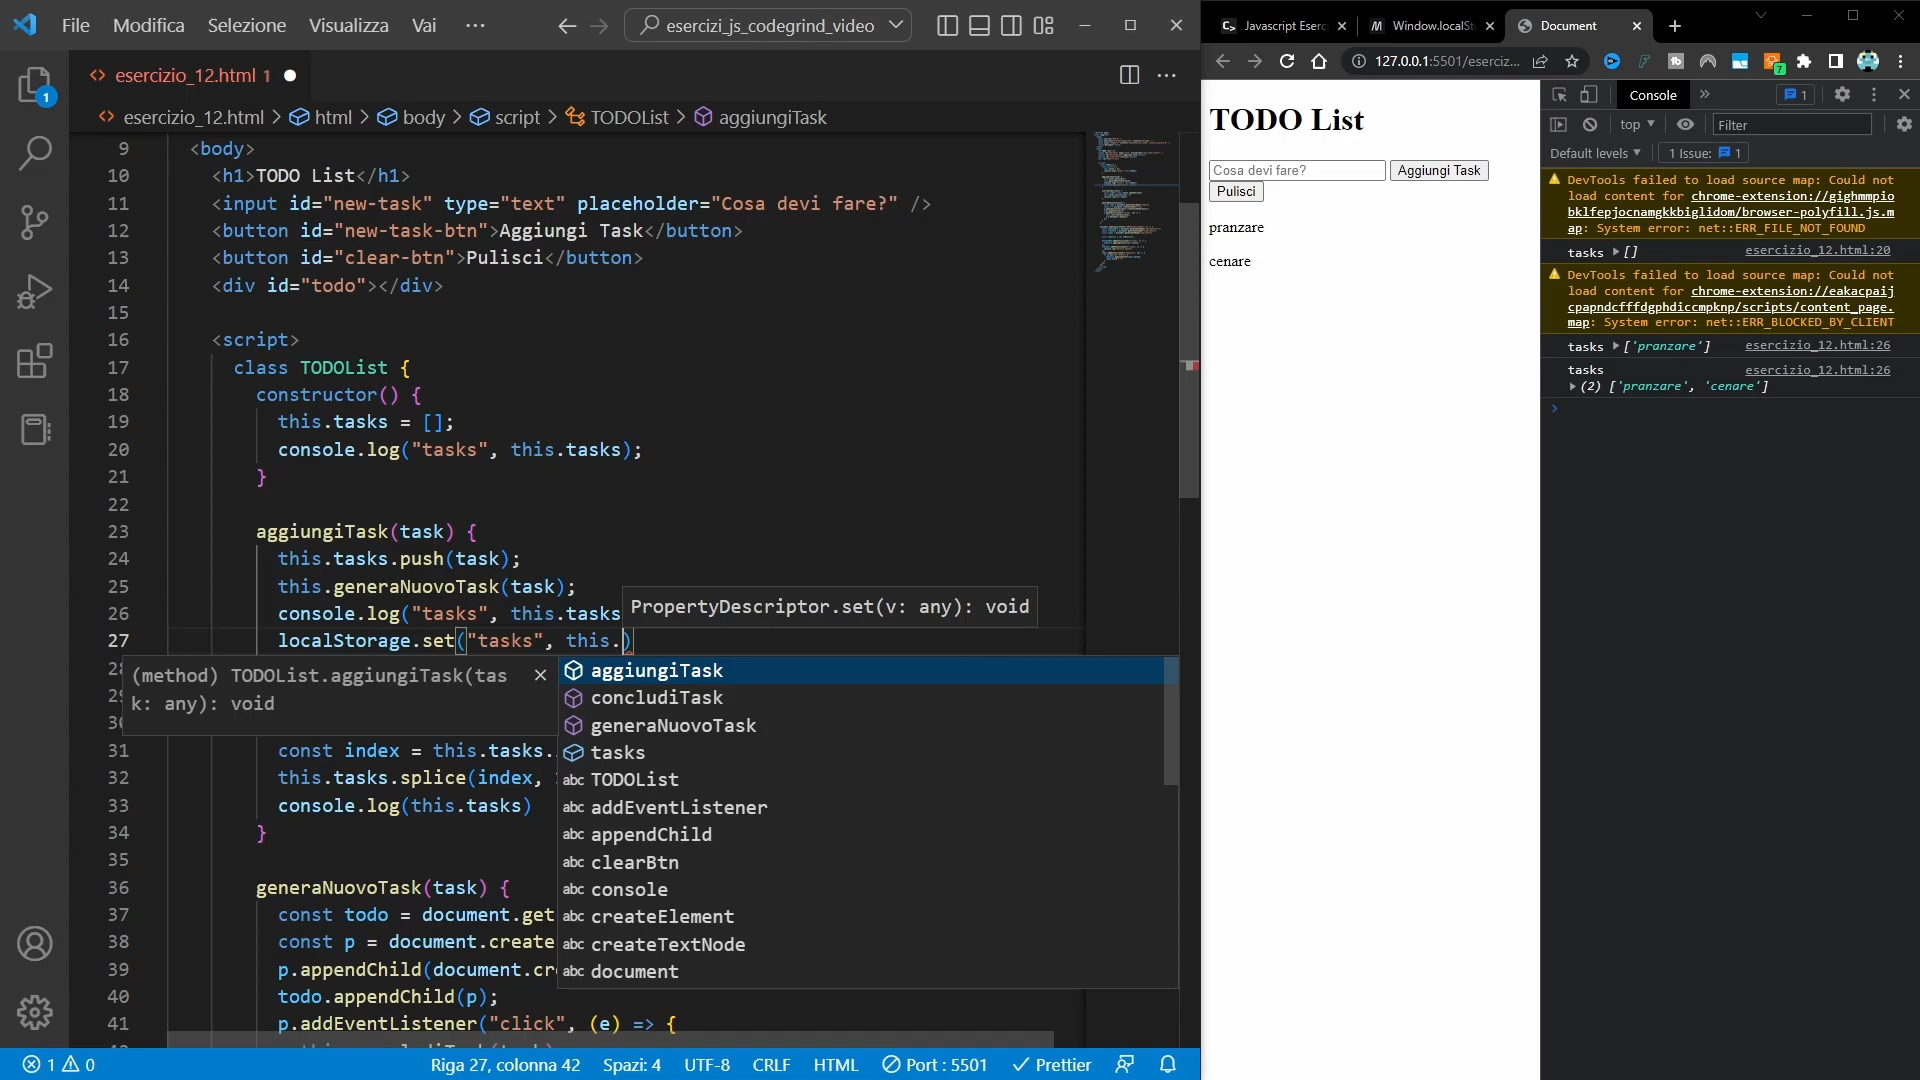 File Modifica Selezione Visualizza Vai ··· esercizi_js_codegrind_video
esercizio_12.html 1
esercizio_12.html > html > body > script > TODOList > aggiungiTask
9 <body>
10 <h1>TODO List</h1>
11 <input id="new-task" type="text" placeholder="Cosa devi fare?" />
12 <button id="new-task-btn">Aggiungi Task</button>
13 <button id="clear-btn">Pulisci</button>
14 <div id="todo"></div>
15
16 <script>
17 class TODOList {
18 constructor() {
19 this.tasks = [];
20 console.log("tasks", this.tasks);
21 }
22
23 aggiungiTask(task) {
24 this.tasks.push(task);
25 this.generaNuovoTask(task);
26 console.log("tasks", this.tasks
PropertyDescriptor.set(v: any): void
27 localStorage.set("tasks", this.)
(method) TODOList.aggiungiTask(tas
k: any): void
aggiungiTask
concludiTask
generaNuovoTask
tasks
abc TODOList
abc addEventListener
abc appendChild
abc clearBtn
abc console
abc createElement
abc createTextNode
abc document
31 const index = this.tasks.
32 this.tasks.splice(index,
33 console.log(this.tasks)
34 }
35
36 generaNuovoTask(task) {
37 const todo = document.get
38 const p = document.create
39 p.appendChild(document.cr
40 todo.appendChild(p);
41 p.addEventListener("click", (e) => {
1 0 Riga 27, colonna 42 Spazi: 4 UTF-8 CRLF HTML Port : 5501 Prettier
1
Javascript Eserc Window.localSt Document
127.0.0.1:5501/eserciz...
7
TODO List
Cosa devi fare? Aggiungi Task
Pulisci
pranzare
cenare
Console 1
top Filter
Default levels 1 Issue: 1
DevTools failed to load source map: Could not
load content for chrome-extension://gighmmpio
bklfepjocnamgkkbiglidom/browser-polyfill.js.m
ap: System error: net::ERR_FILE_NOT_FOUND
tasks [] esercizio_12.html:20
DevTools failed to load source map: Could not
load content for chrome-extension://eakacpaij
cpapndcfffdgphdiccmpknp/scripts/content_page.
map: System error: net::ERR_BLOCKED_BY_CLIENT
tasks ['pranzare'] esercizio_12.html:26
tasks esercizio_12.html:26
(2) ['pranzare', 'cenare']